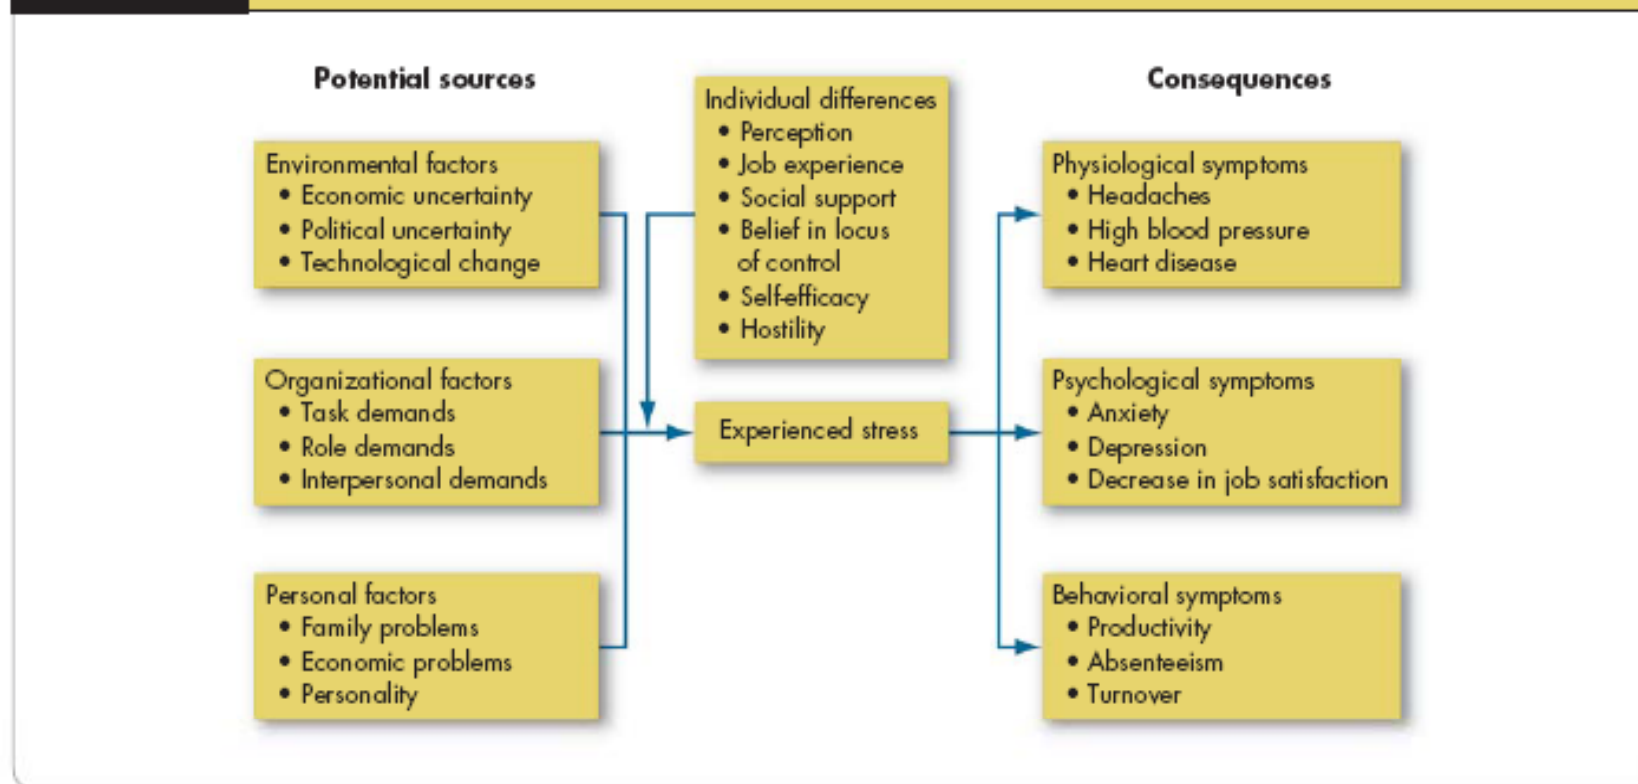 Potential sources
Environmental factors
• Economic uncertainty
• Political uncertainty
• Technological change
Organizational factors
• Task demands
• Role demands
• Interpersonal demands
Personal factors
• Family problems
• Economic problems
• Personality
Individual differences
• Perception
• Job experience
• Social support
• Belief in locus
of control
• Self-efficacy
• Hostility
Experienced stress
Consequences
Physiological symptoms
• Headaches
• High blood pressure
• Heart disease
Psychological symptoms
• Anxiety
• Depression
• Decrease in job satisfaction
Behavioral symptoms
• Productivity
• Absenteeism
• Turnover